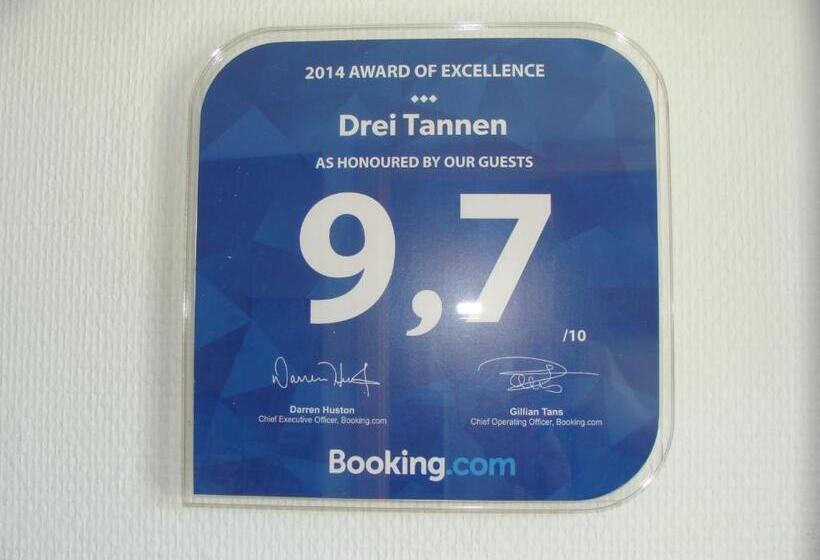 2014 AWARD OF EXCELLENCE
Drei Tannen
AS HONOURED BY OUR GUESTS
9,7
/10
Darren Huston
Chief Executive Officer, Booking.com
Gillian Tans
Chief Operating Officer, Booking.com
Booking.com